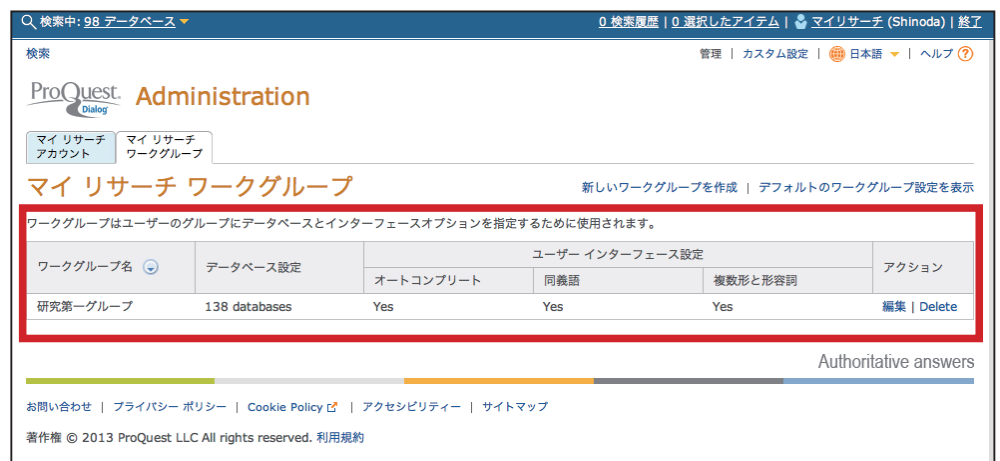 検索中: 98 データベース 0 検索履歴 | 0 選択したアイテム | マイリサーチ (Shinoda) | 終了
検索 管理 | カスタム設定 | 日本語 | ヘルプ ?
ProQuest Dialog Administration
マイ リサーチ アカウント
マイ リサーチ ワークグループ
マイ リサーチ ワークグループ 新しいワークグループを作成 | デフォルトのワークグループ設定を表示
ワークグループはユーザーのグループにデータベースとインターフェースオプションを指定するために使用されます。
ワークグループ名 データベース設定 ユーザー インターフェース設定 アクション
オートコンプリート 同義語 複数形と形容詞
研究第一グループ 138 databases Yes Yes Yes 編集 | Delete
Authoritative answers
お問い合わせ | プライバシー ポリシー | Cookie Policy | アクセシビリティー | サイトマップ
著作権 © 2013 ProQuest LLC All rights reserved. 利用規約